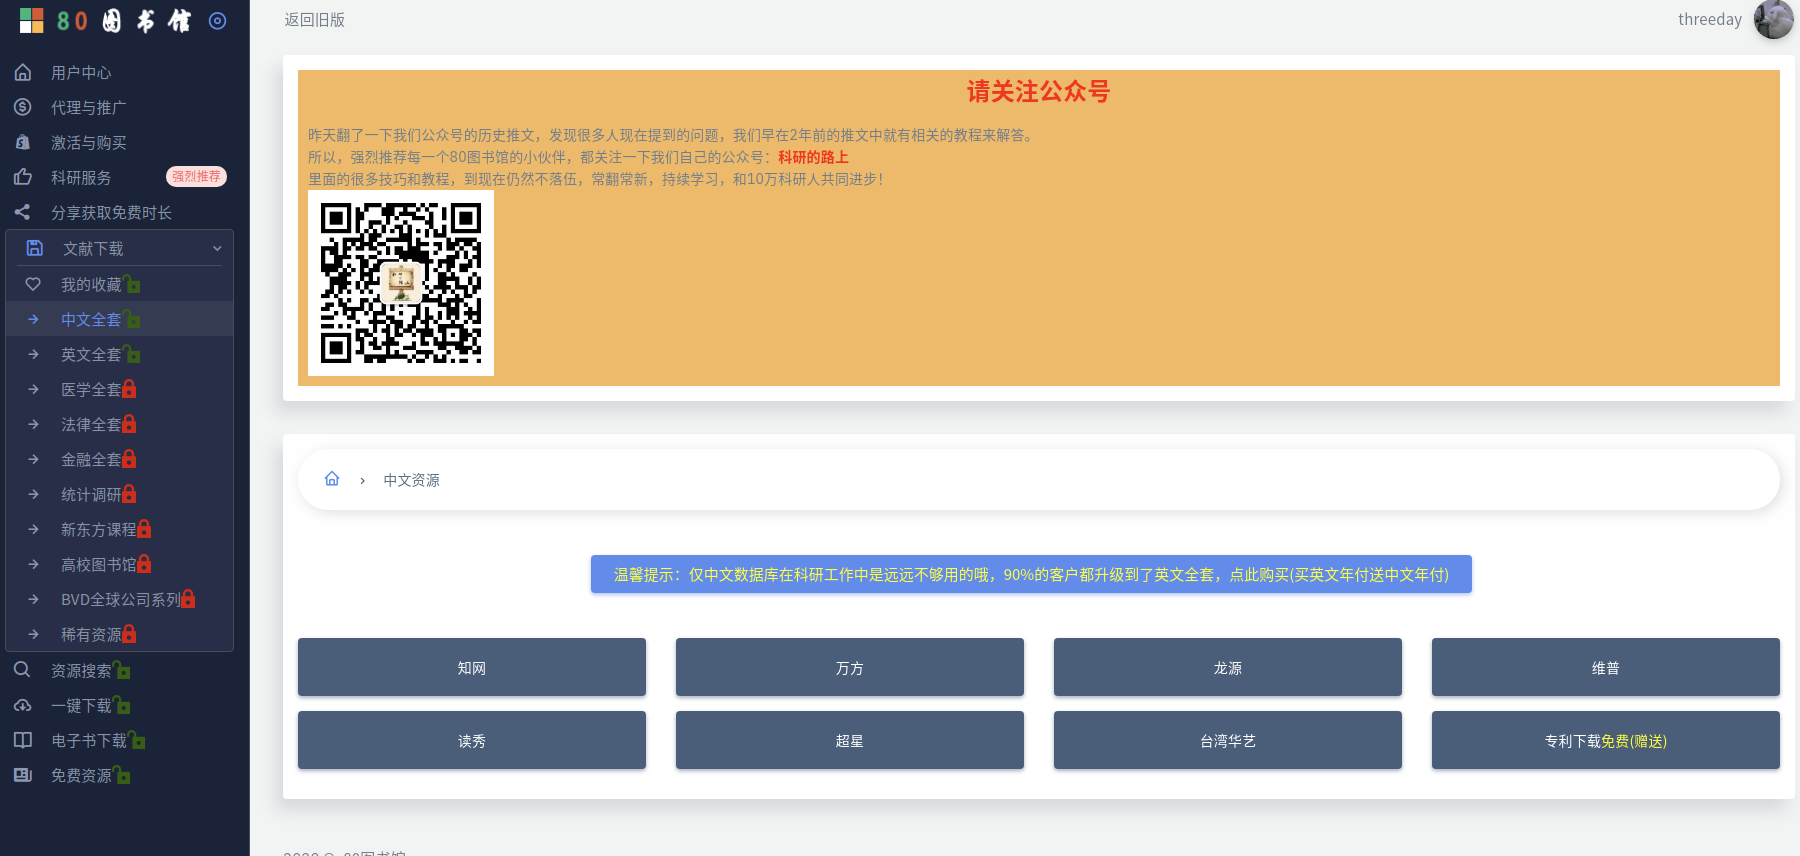 80图书馆
返回旧版
threeday
用户中心
代理与推广
激活与购买
科研服务
强烈推荐
分享获取免费时长
文献下载
我的收藏
中文全套
英文全套
医学全套
法律全套
金融全套
统计调研
新东方课程
高校图书馆
BVD全球公司系列
稀有资源
资源搜索
一键下载
电子书下载
免费资源
请关注公众号
昨天翻了一下我们公众号的历史推文，发现很多人现在提到的问题，我们早在2年前的推文中就有相关的教程来解答。
所以，强烈推荐每一个80图书馆的小伙伴，都关注一下我们自己的公众号：科研的路上
里面的很多技巧和教程，到现在仍然不落伍，常翻常新，持续学习，和10万科研人共同进步！
中文资源
温馨提示：仅中文数据库在科研工作中是远远不够用的哦，90%的客户都升级到了英文全套，点此购买(买英文年付送中文年付)
知网
万方
龙源
维普
读秀
超星
台湾华艺
专利下载免费(赠送)